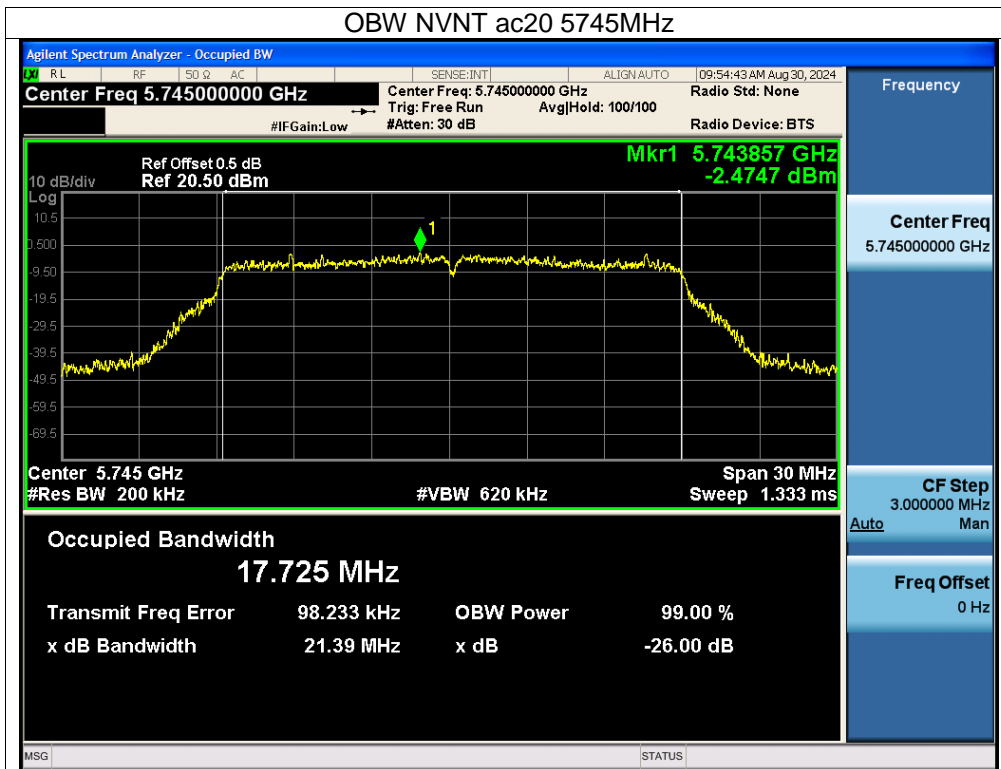 OBW NVNT ac20 5745MHz
Agilent Spectrum Analyzer - Occupied BW
LXI RL RF 50 Ω AC SENSE:INT ALIGN AUTO 09:54:43 AM Aug 30, 2024
Center Freq 5.745000000 GHz
Center Freq: 5.745000000 GHz Radio Std: None
Trig: Free Run Avg|Hold: 100/100
#IFGain:Low #Atten: 30 dB Radio Device: BTS
Frequency
Ref Offset 0.5 dB Mkr1 5.743857 GHz
10 dB/div Ref 20.50 dBm -2.4747 dBm
Log
10.5
0.500
-9.50
-19.5
-29.5
-39.5
-49.5
-59.5
-69.5
1
Center 5.745 GHz Span 30 MHz
#Res BW 200 kHz #VBW 620 kHz Sweep 1.333 ms
Center Freq
5.745000000 GHz
CF Step
3.000000 MHz
Auto Man
Freq Offset
0 Hz
Occupied Bandwidth
17.725 MHz
Transmit Freq Error 98.233 kHz OBW Power 99.00 %
x dB Bandwidth 21.39 MHz x dB -26.00 dB
MSG STATUS